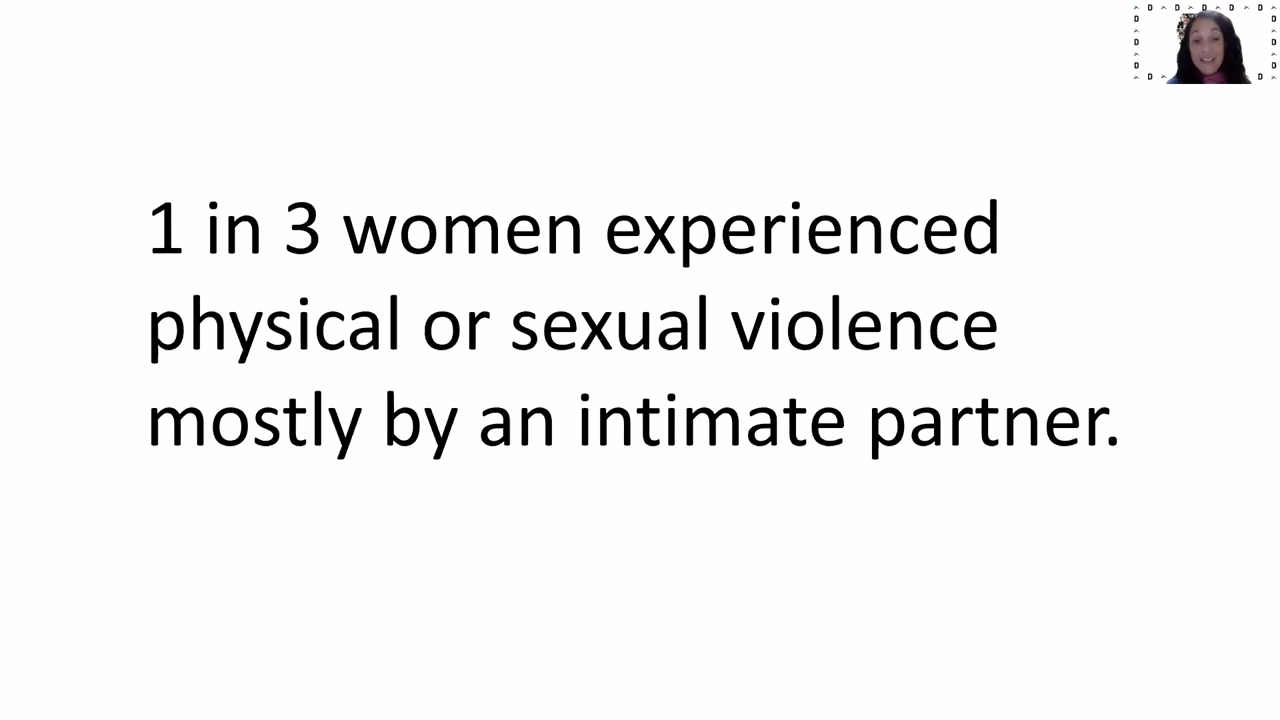 1 in 3 women experienced
physical or sexual violence
mostly by an intimate partner.